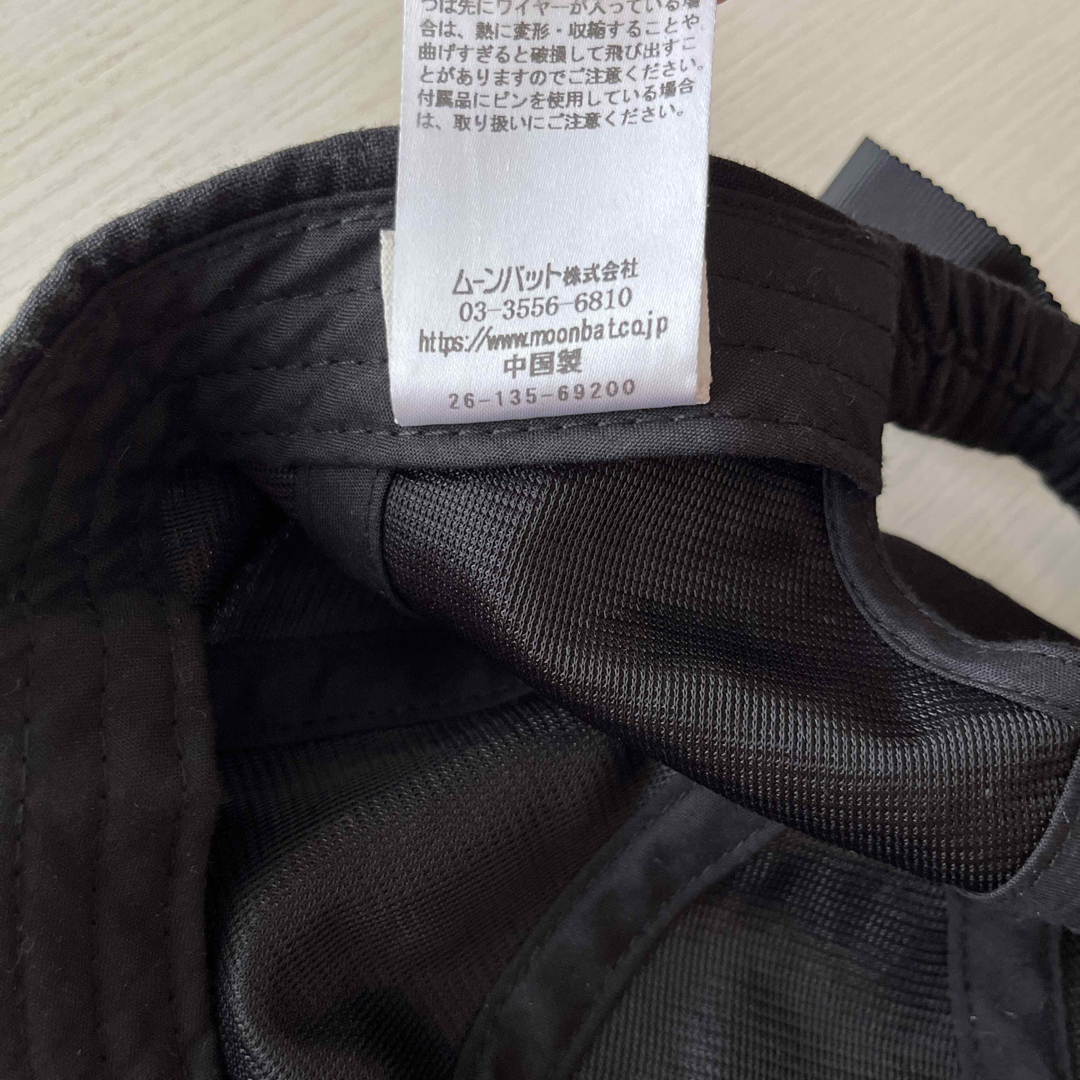 つば先にワイヤーが入っている場
合は、熱に変形・収縮することや
曲げすぎると破損して飛び出すこ
とがありますのでご注意ください。
付属品にピンを使用している場合
は、取り扱いにご注意ください。
ムーンバット株式会社
03-3556-6810
https://www.moonbat.co.jp
中国製
26-135-69200